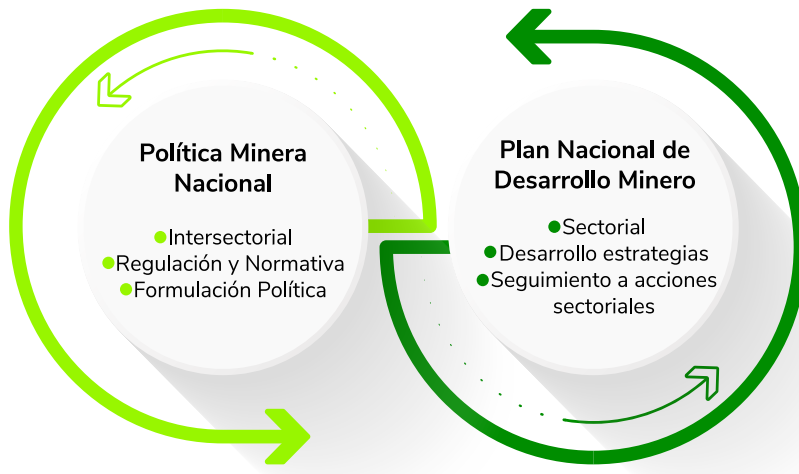 Política Minera
Nacional
●Intersectorial
●Regulación y Normativa
●Formulación Política
Plan Nacional de
Desarrollo Minero
●Sectorial
●Desarrollo estrategias
●Seguimiento a acciones
sectoriales